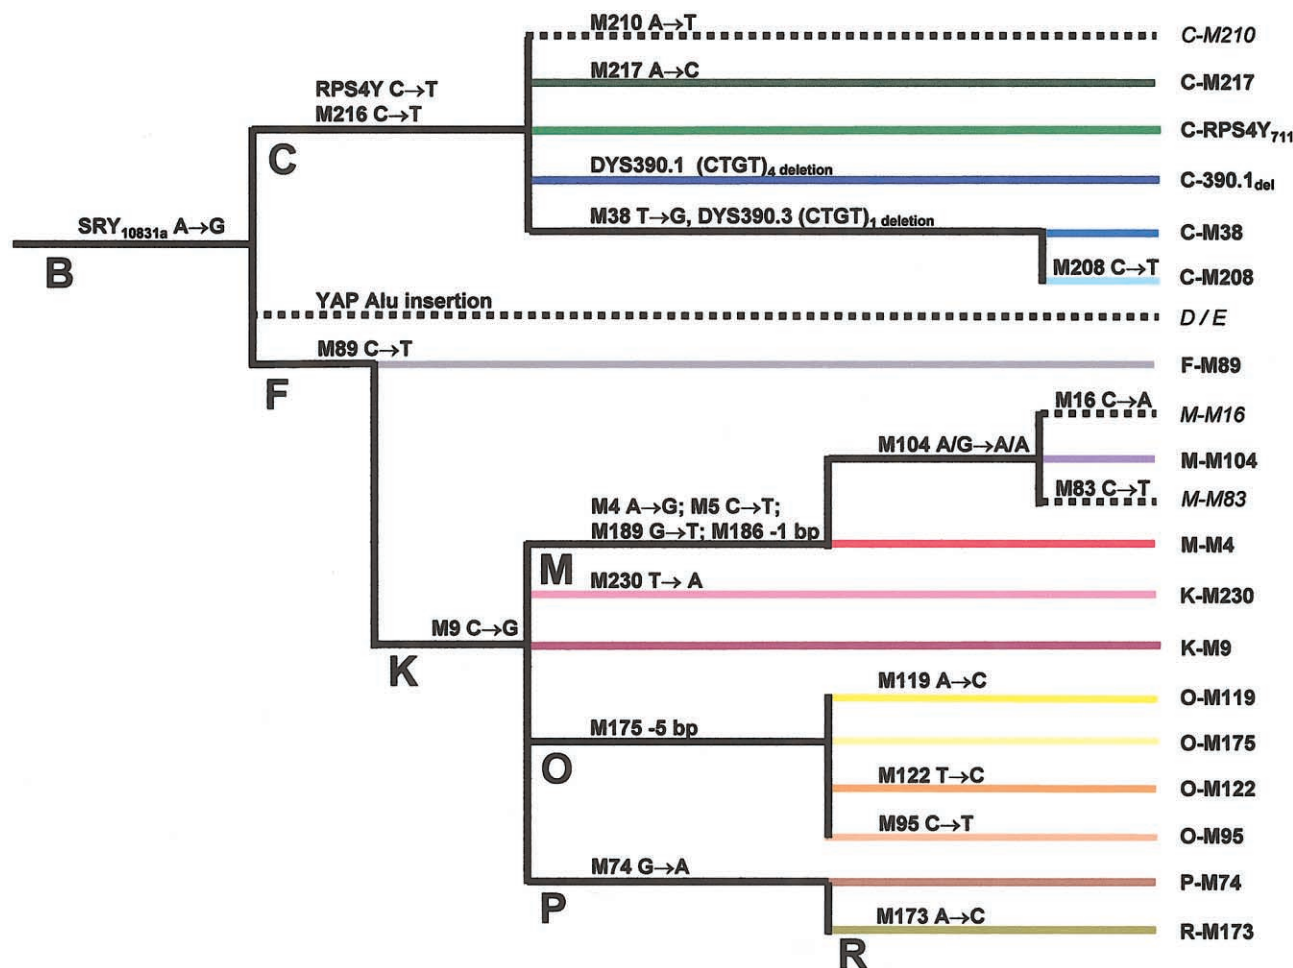 M210 A→T
C-M210
M217 A→C
C-M217
RPS4Y C→T
M216 C→T
C
C-RPS4Y711
DYS390.1 (CTGT)4 deletion
C-390.1del
M38 T→G, DYS390.3 (CTGT)1 deletion
C-M38
SRY10831a A→G
B
M208 C→T
C-M208
YAP Alu insertion
D / E
M89 C→T
F-M89
F
M16 C→A
M-M16
M104 A/G→A/A
M-M104
M83 C→T
M-M83
M4 A→G; M5 C→T;
M189 G→T; M186 -1 bp
M-M4
M
M230 T→ A
K-M230
M9 C→G
K-M9
K
M119 A→C
O-M119
M175 -5 bp
O-M175
O
M122 T→C
O-M122
M95 C→T
O-M95
M74 G→A
P-M74
P
M173 A→C
R-M173
R